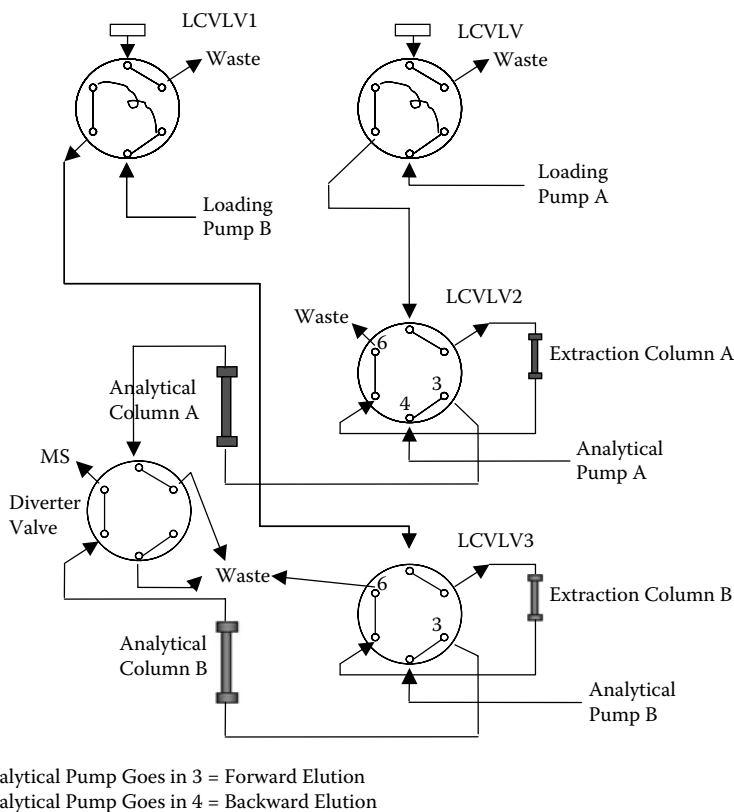 LCVLV1
LCVLV
Waste
Waste
Loading
Pump B
Loading
Pump A
LCVLV2
Waste
6
3
4
Extraction Column A
Analytical
Column A
Analytical
Pump A
MS
Diverter
Valve
LCVLV3
Waste
6
3
Extraction Column B
Analytical
Column B
Analytical
Pump B
alytical Pump Goes in 3 = Forward Elution
alytical Pump Goes in 4 = Backward Elution